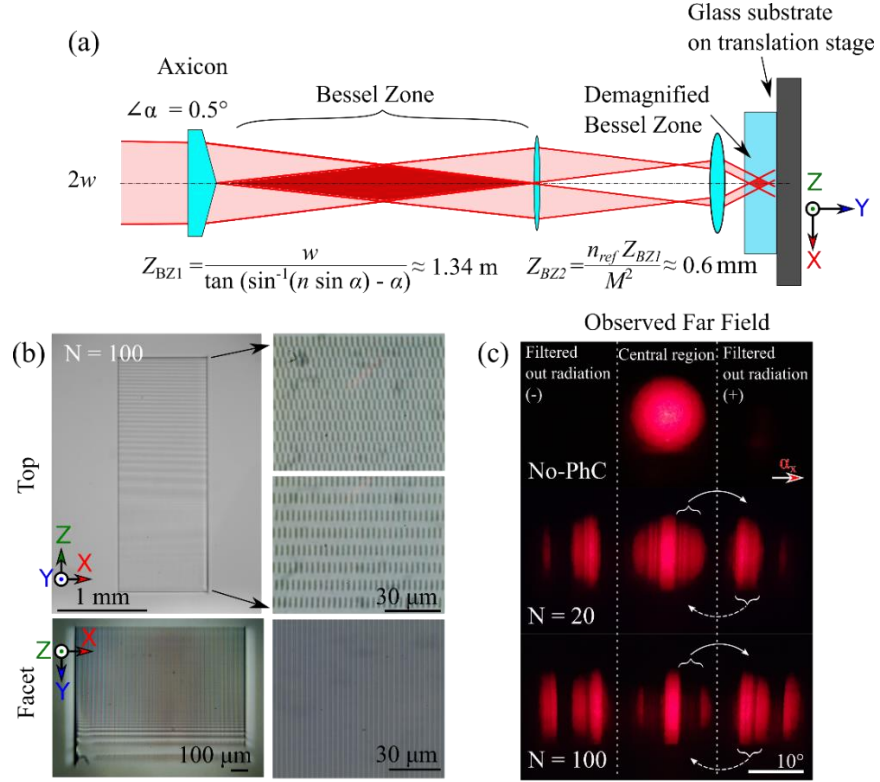 (a)
Glass substrate
on translation stage
Axicon
∠α = 0.5°
Bessel Zone
Demagnified
Bessel Zone
2w
Z
Y
X
Z_BZ1 = w / tan (sin⁻¹(n sin α) - α) ≈ 1.34 m
Z_BZ2 = n_ref Z_BZ1 / M² ≈ 0.6 mm
(b)
N = 100
Top
Z
Y X
1 mm
30 μm
Facet
Z X
Y
100 μm
30 μm
Observed Far Field
(c)
Filtered
out radiation
(-)
Central region
Filtered out
radiation
(+)
No-PhC
αx
N = 20
N = 100
10°